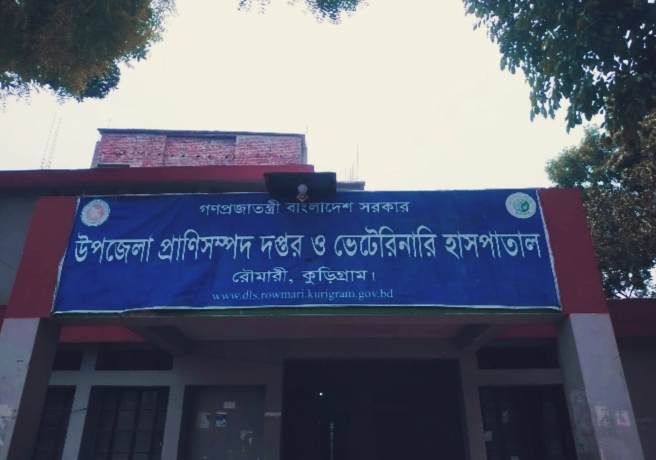 গণপ্রজাতন্ত্রী বাংলাদেশ সরকার
উপজেলা প্রাণিসম্পদ দপ্তর ও ভেটেরিনারি হাসপাতাল
রৌমারী, কুড়িগ্রাম।
www.dls.rowmari.kurigram.gov.bd